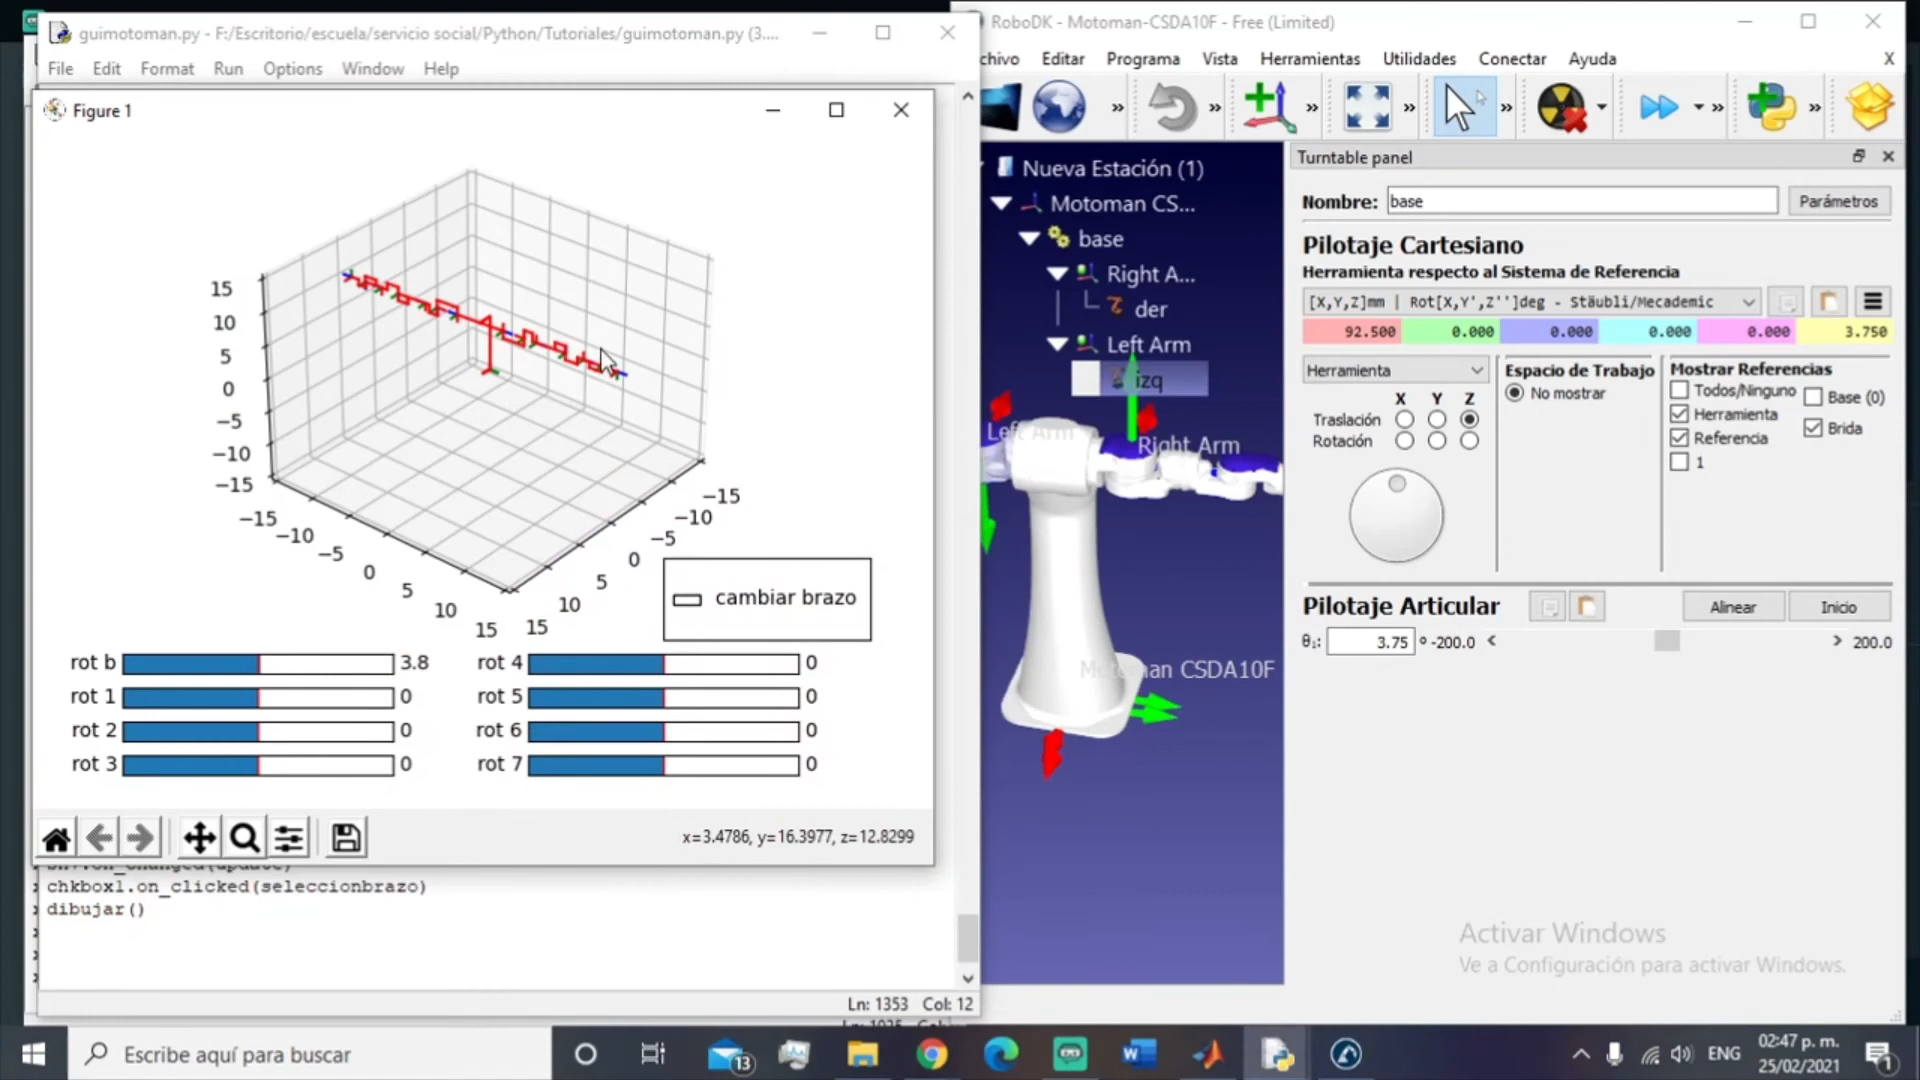 guimotoman.py - F:/Escritorio/escuela/servicio social/Python/Tutoriales/guimotoman.py (3....
File Edit Format Run Options Window Help
Figure 1
15
10
5
0
−5
−10
−15
−15
−10
−5
0
5
10
15
−15
−10
−5
0
5
10
15
cambiar brazo
rot b 3.8
rot 1 0
rot 2 0
rot 3 0
rot 4 0
rot 5 0
rot 6 0
rot 7 0
x=3.4786, y=16.3977, z=12.8299
chkbox1.on_clicked(seleccionbrazo)
dibujar()
Ln: 1353 Col: 12
RoboDK - Motoman-CSDA10F - Free (Limited)
chivo Editar Programa Vista Herramientas Utilidades Conectar Ayuda X
Nueva Estación (1)
Motoman CS...
base
Right A...
der
Left Arm
izq
Left Arm
Right Arm
Motoman CSDA10F
Turntable panel
Nombre: base Parámetros
Pilotaje Cartesiano
Herramienta respecto al Sistema de Referencia
[X,Y,Z]mm | Rot[X,Y',Z'']deg - Stäubli/Mecademic
92.500 0.000 0.000 0.000 0.000 3.750
Herramienta
X Y Z
Traslación
Rotación
Espacio de Trabajo
No mostrar
Mostrar Referencias
Todos/Ninguno Base (0)
Herramienta
Referencia Brida
1
Pilotaje Articular Alinear Inicio
θ₁: 3.75 ° -200.0 < > 200.0
Activar Windows
Ve a Configuración para activar Windows.
Escribe aquí para buscar
13
ENG
02:47 p. m.
25/02/2021
1